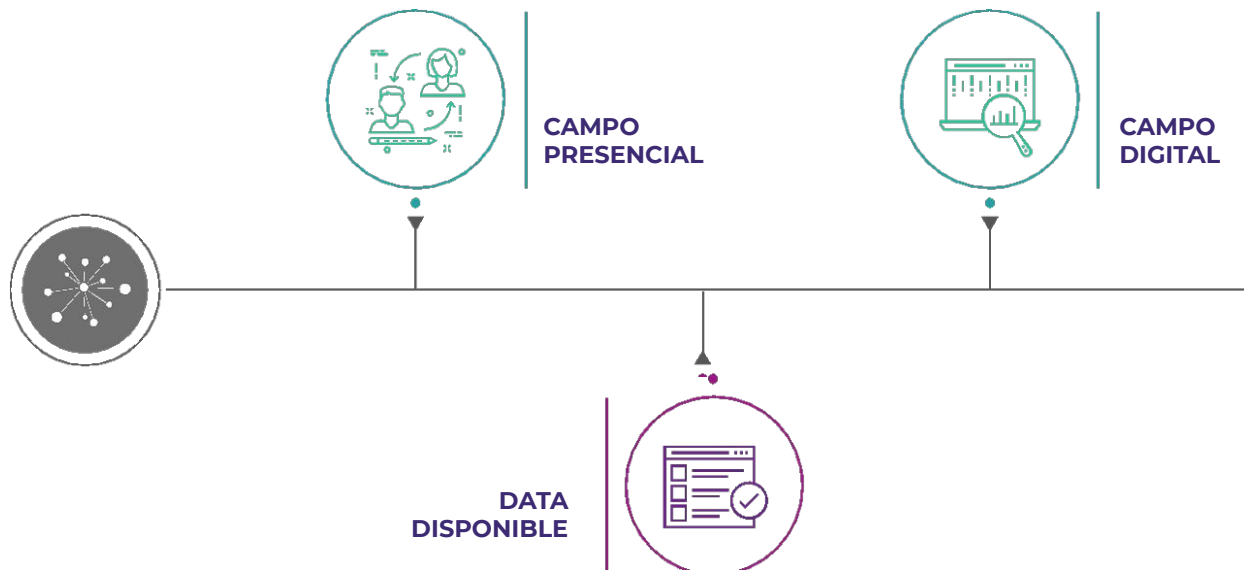 CAMPO
PRESENCIAL
CAMPO
DIGITAL
DATA
DISPONIBLE